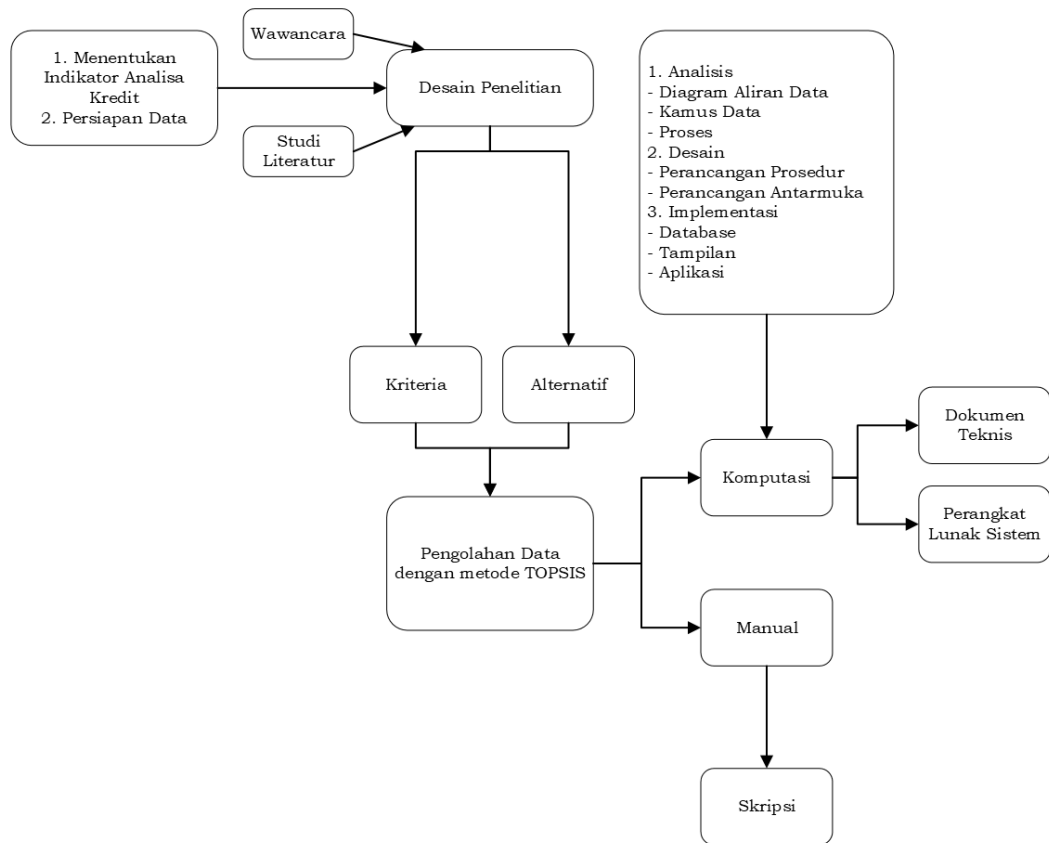 1. Menentukan
Indikator Analisa
Kredit
2. Persiapan Data
Wawancara
Studi
Literatur
Desain Penelitian
1. Analisis
- Diagram Aliran Data
- Kamus Data
- Proses
2. Desain
- Perancangan Prosedur
- Perancangan Antarmuka
3. Implementasi
- Database
- Tampilan
- Aplikasi
Kriteria
Alternatif
Pengolahan Data
dengan metode TOPSIS
Komputasi
Dokumen
Teknis
Perangkat
Lunak Sistem
Manual
Skripsi